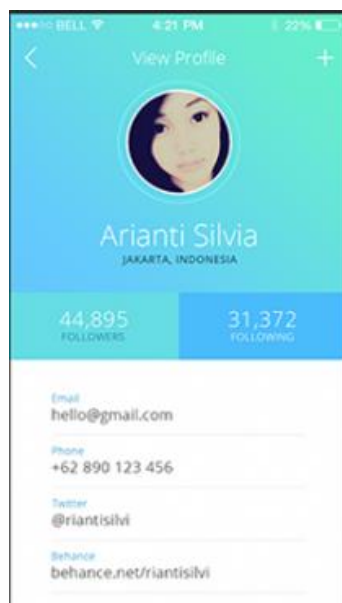 BELL 4:21 PM 22%
View Profile
Arianti Silvia
JAKARTA, INDONESIA
44,895 31,372
FOLLOWERS FOLLOWING
Email
hello@gmail.com
Phone
+62 890 123 456
Twitter
@riantisilvi
Behance
behance.net/riantisilvi